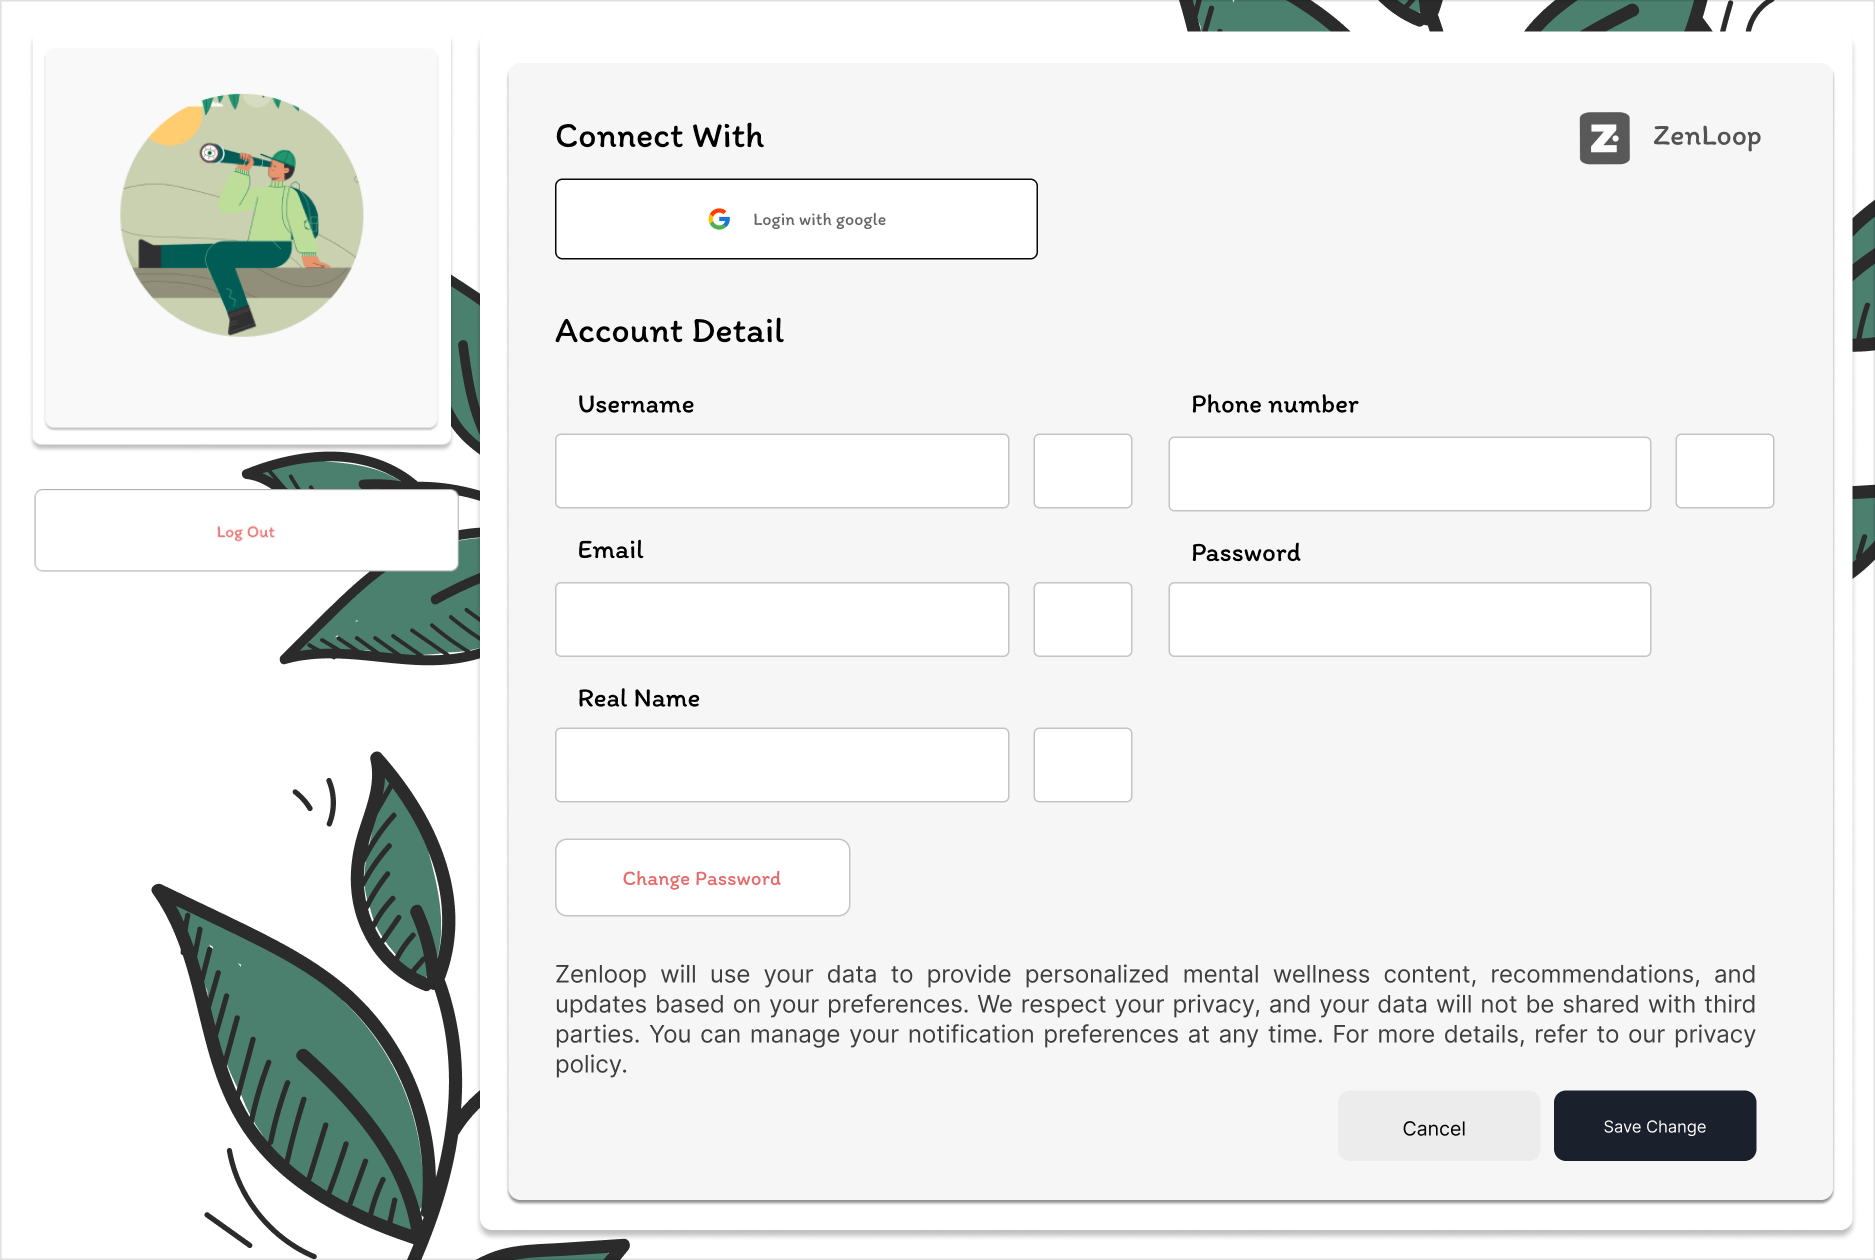 Connect With
ZenLoop
Login with google
Account Detail
Username
Phone number
Log Out
Email
Password
Real Name
Change Password
Zenloop will use your data to provide personalized mental wellness content, recommendations, and
updates based on your preferences. We respect your privacy, and your data will not be shared with third
parties. You can manage your notification preferences at any time. For more details, refer to our privacy
policy.
Cancel
Save Change